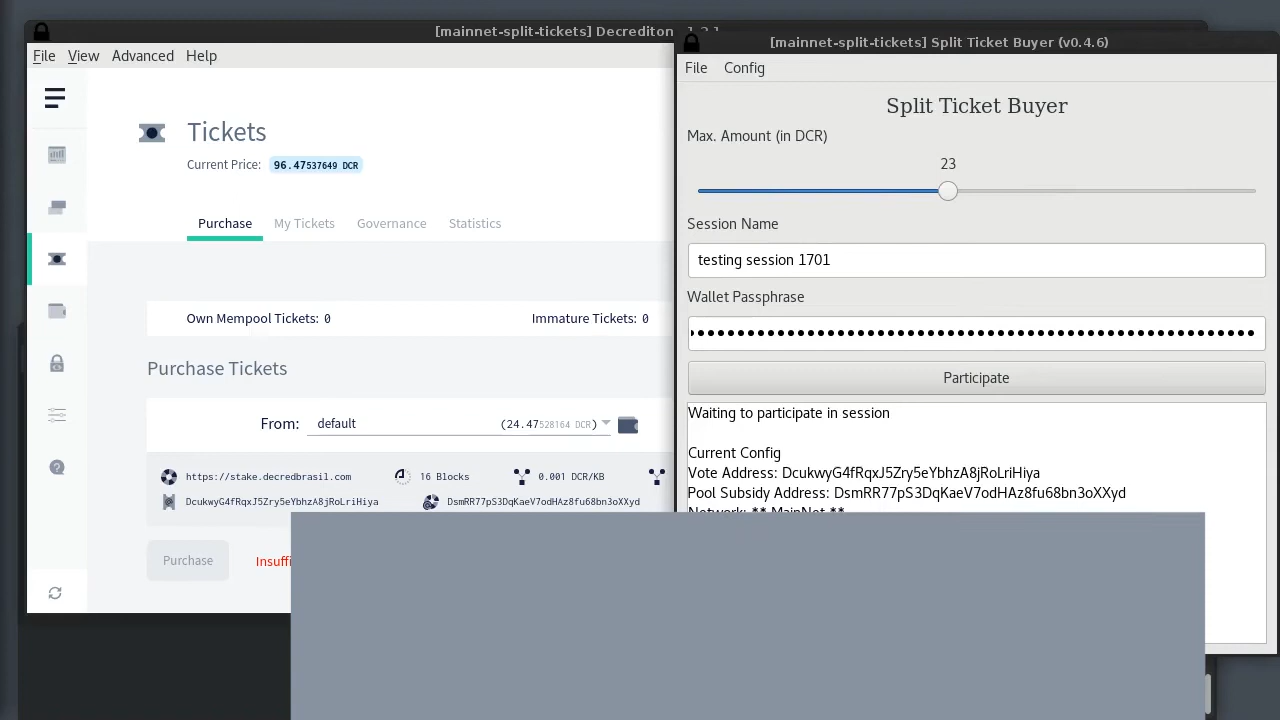 [mainnet-split-tickets] Decrediton
File View Advanced Help
Tickets
Current Price: 96.47537649 DCR
Purchase My Tickets Governance Statistics
Own Mempool Tickets: 0 Immature Tickets: 0
Purchase Tickets
From: default (24.47528164 DCR)
https://stake.decredbrasil.com 16 Blocks 0.001 DCR/KB
DcukwyG4fRqxJ5Zry5eYbhzA8jRoLriHiya DsmRR77pS3DqKaeV7odHAz8fu68bn3oXXyd
Purchase
[mainnet-split-tickets] Split Ticket Buyer (v0.4.6)
File Config
Split Ticket Buyer
Max. Amount (in DCR)
23
Session Name
testing session 1701
Wallet Passphrase
Participate
Waiting to participate in session
Current Config
Vote Address: DcukwyG4fRqxJ5Zry5eYbhzA8jRoLriHiya
Pool Subsidy Address: DsmRR77pS3DqKaeV7odHAz8fu68bn3oXXyd
Network: ** MainNet **